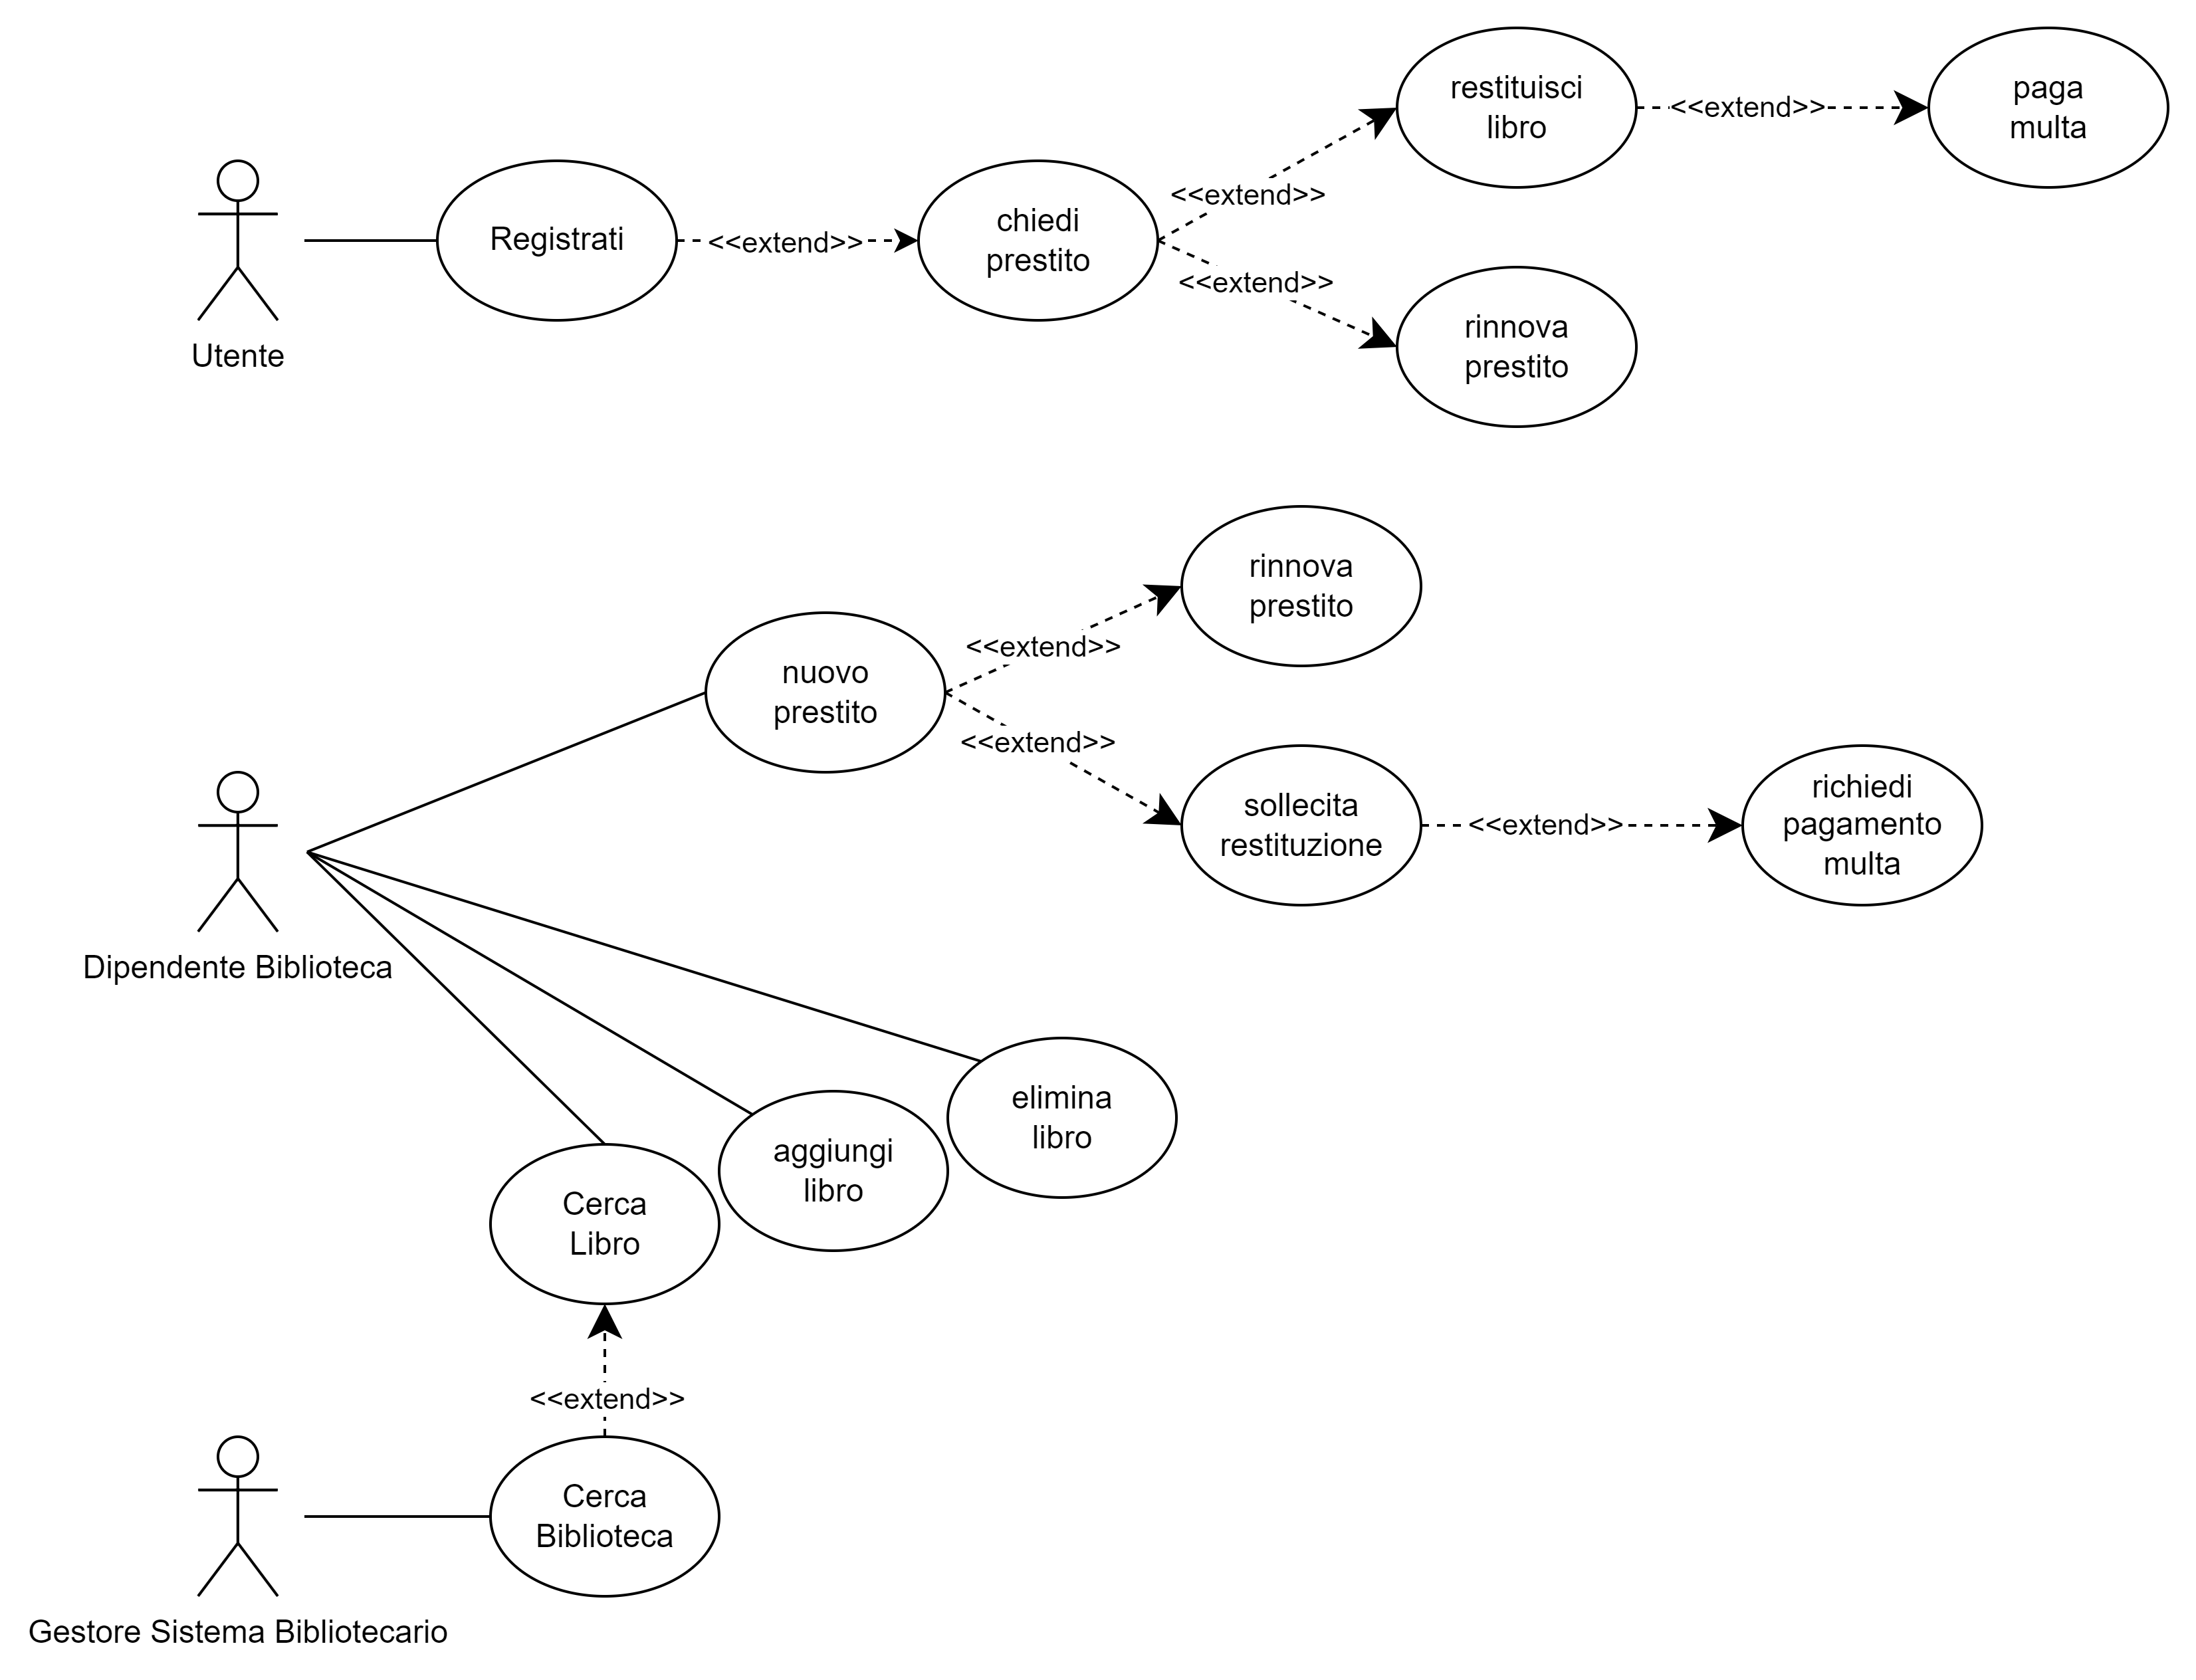 restituisci
libro
<<extend>>
paga
multa
Registrati
<<extend>>
chiedi
prestito
<<extend>>
<<extend>>
rinnova
prestito
Utente
rinnova
prestito
<<extend>>
nuovo
prestito
<<extend>>
sollecita
restituzione
<<extend>>
richiedi
pagamento
multa
Dipendente Biblioteca
elimina
libro
aggiungi
libro
Cerca
Libro
<<extend>>
Cerca
Biblioteca
Gestore Sistema Bibliotecario